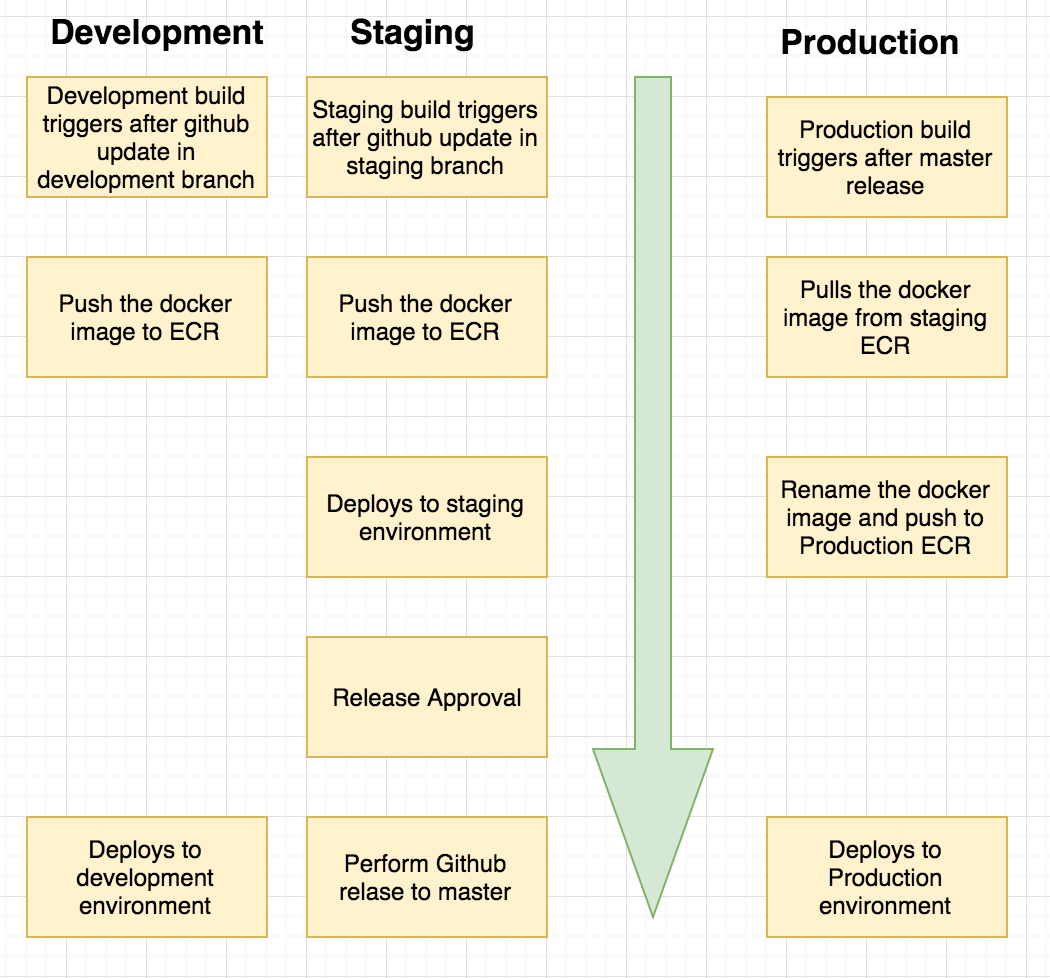 Development
Staging
Production
Development build
triggers after github
update in
development branch
Staging build triggers
after github update in
staging branch
Production build
triggers after master
release
Push the docker
image to ECR
Push the docker
image to ECR
Pulls the docker
image from staging
ECR
Deploys to staging
environment
Rename the docker
image and push to
Production ECR
Release Approval
Deploys to
development
environment
Perform Github
relase to master
Deploys to
Production
environment